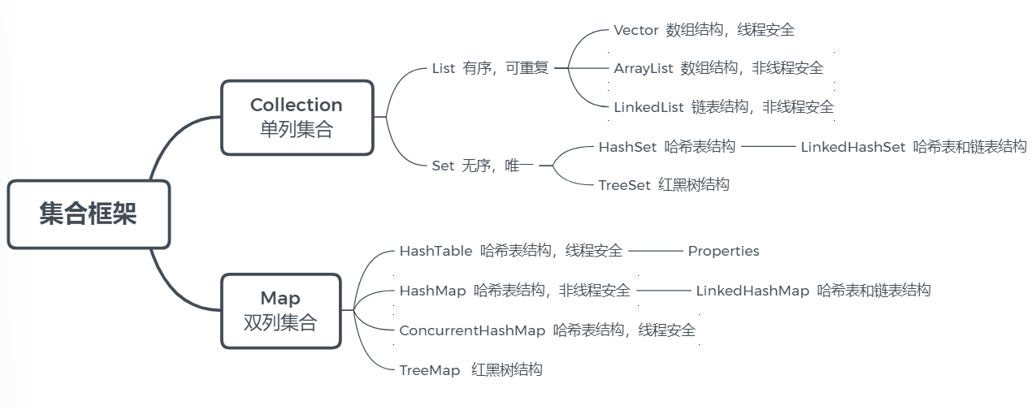 集合框架
Collection
单列集合
List 有序，可重复
Vector 数组结构，线程安全
ArrayList 数组结构，非线程安全
LinkedList 链表结构，非线程安全
Set 无序，唯一
HashSet 哈希表结构
LinkedHashSet 哈希表和链表结构
TreeSet 红黑树结构
Map
双列集合
HashTable 哈希表结构，线程安全
Properties
HashMap 哈希表结构，非线程安全
LinkedHashMap 哈希表和链表结构
ConcurrentHashMap 哈希表结构，线程安全
TreeMap 红黑树结构